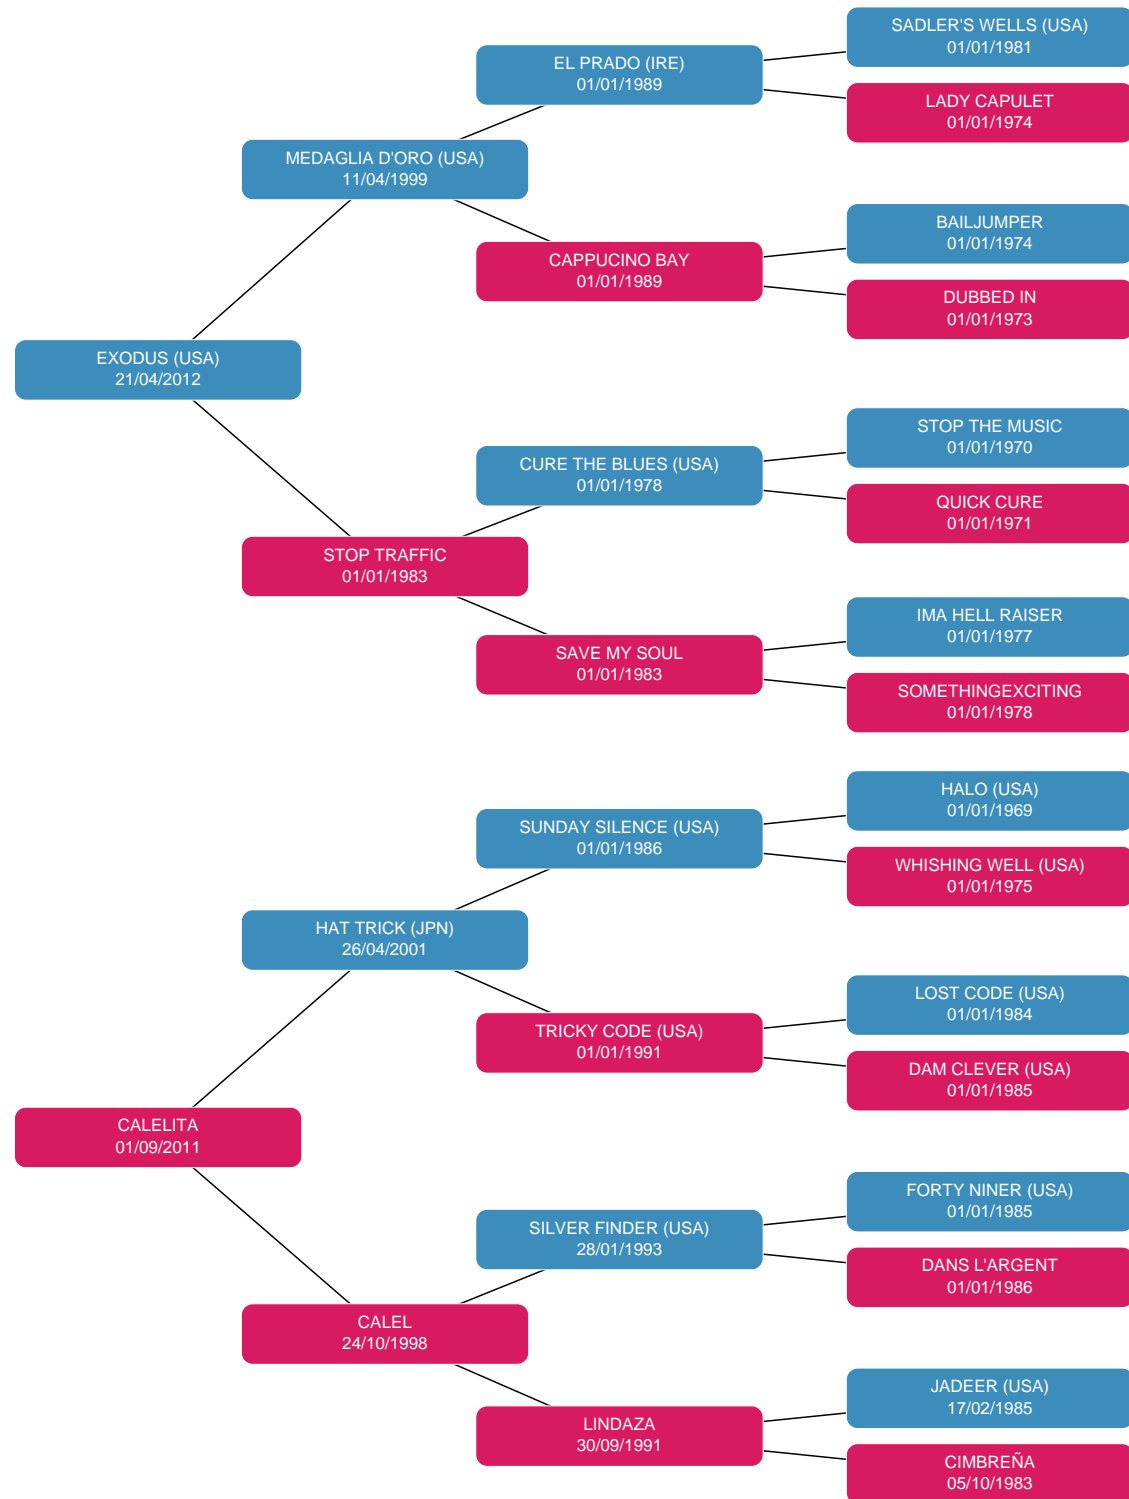 SADLER'S WELLS (USA)
01/01/1981
EL PRADO (IRE)
01/01/1989
LADY CAPULET
01/01/1974
MEDAGLIA D'ORO (USA)
11/04/1999
BAILJUMPER
01/01/1974
CAPPUCINO BAY
01/01/1989
DUBBED IN
01/01/1973
EXODUS (USA)
21/04/2012
STOP THE MUSIC
01/01/1970
CURE THE BLUES (USA)
01/01/1978
QUICK CURE
01/01/1971
STOP TRAFFIC
01/01/1983
IMA HELL RAISER
01/01/1977
SAVE MY SOUL
01/01/1983
SOMETHINGEXCITING
01/01/1978
HALO (USA)
01/01/1969
SUNDAY SILENCE (USA)
01/01/1986
WHISHING WELL (USA)
01/01/1975
HAT TRICK (JPN)
26/04/2001
LOST CODE (USA)
01/01/1984
TRICKY CODE (USA)
01/01/1991
DAM CLEVER (USA)
01/01/1985
CALELITA
01/09/2011
FORTY NINER (USA)
01/01/1985
SILVER FINDER (USA)
28/01/1993
DANS L'ARGENT
01/01/1986
CALEL
24/10/1998
JADEER (USA)
17/02/1985
LINDAZA
30/09/1991
CIMBREÑA
05/10/1983